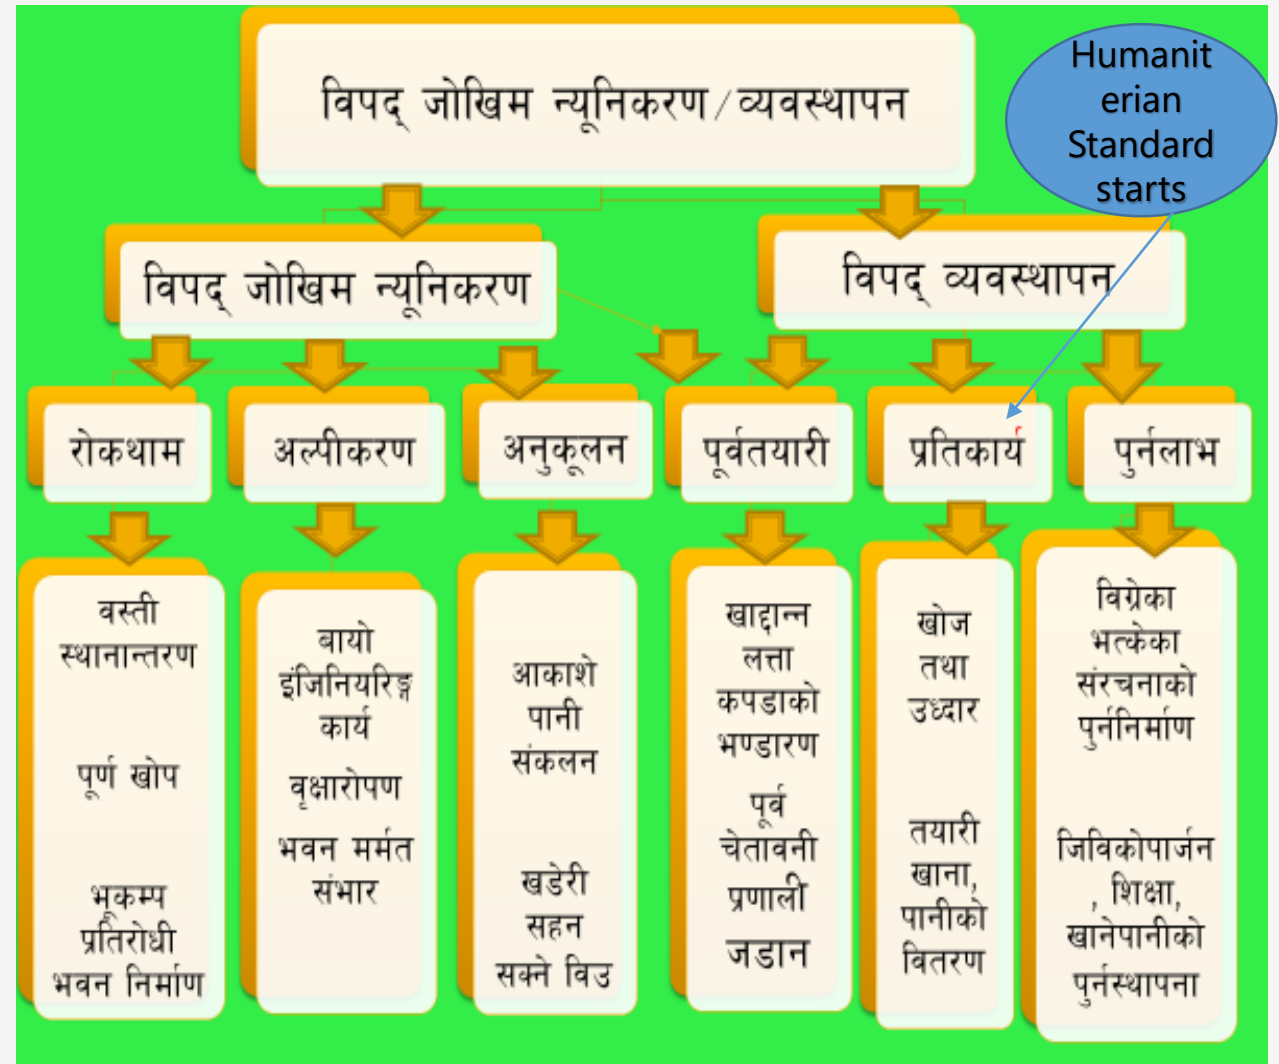 विपद् जोखिम न्यूनिकरण/व्यवस्थापन
Humanit
erian
Standard
starts
विपद् जोखिम न्यूनिकरण
विपद् व्यवस्थापन
रोकथाम
अल्पीकरण
अनुकूलन
पूर्वतयारी
प्रतिकार्य
पुर्नलाभ
वस्ती
स्थानान्तरण
पूर्ण खोप
भूकम्प
प्रतिरोधी
भवन निर्माण
बायो
इंजिनियरिङ्ग
कार्य
वृक्षारोपण
भवन मर्मत
संभार
आकाशे
पानी
संकलन
खडेरी
सहन
सक्ने विउ
खाद्दान्न
लत्ता
कपडाको
भण्डारण
पूर्व
चेतावनी
प्रणाली
जडान
खोज
तथा
उध्दार
तयारी
खाना,
पानीको
वितरण
विग्रेका
भत्केका
संरचनाको
पुर्ननिर्माण
जिविकोपार्जन
, शिक्षा,
खानेपानीको
पुर्नस्थापना